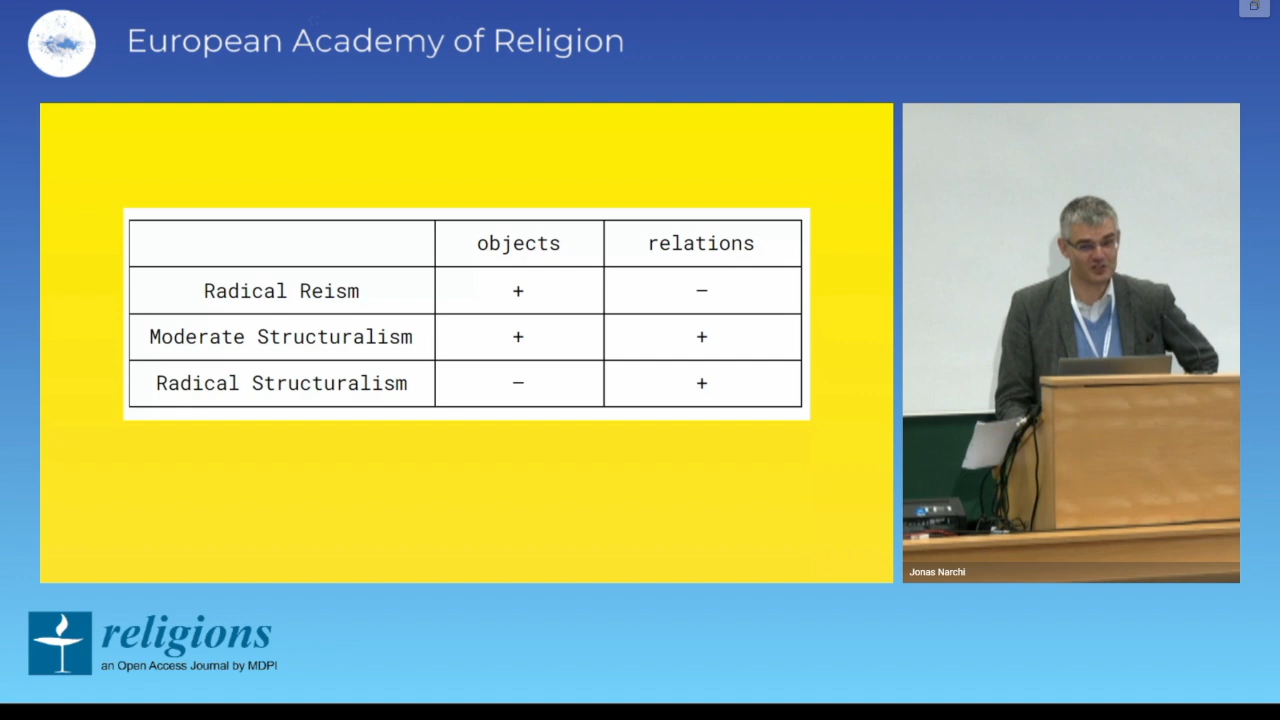 European Academy of Religion
objects relations
Radical Reism + −
Moderate Structuralism + +
Radical Structuralism − +
Jonas Narchi
religions
an Open Access Journal by MDPI